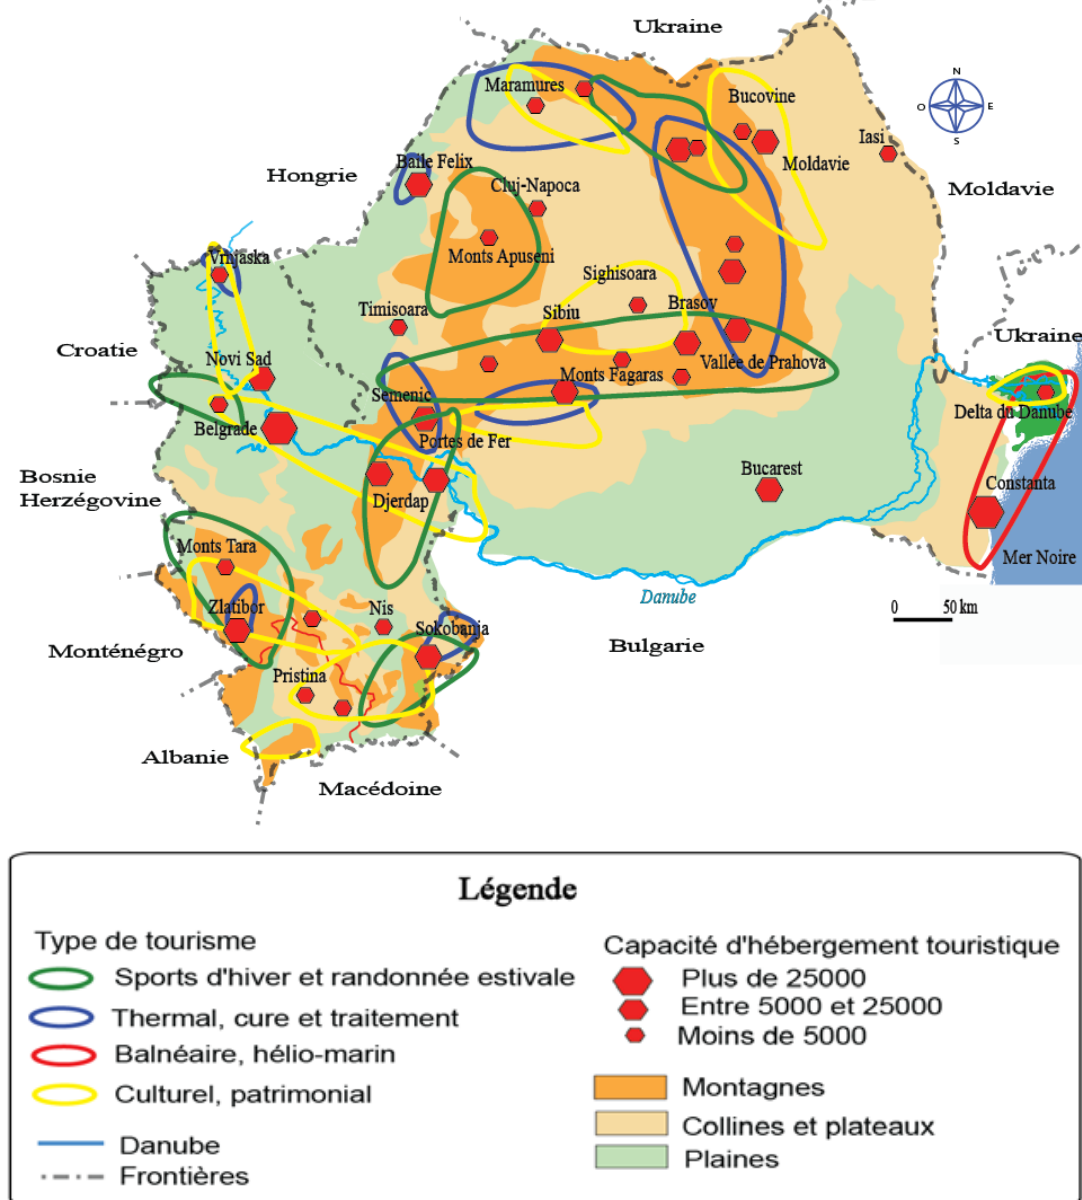 Ukraine
Maramures
Bucovine
N
O
E
S
Iasi
Moldavie
Baile Felix
Hongrie
Cluj-Napoca
Moldavie
Monts Apuseni
Vrnjaska
Sighisoara
Timisoara
Sibiu
Brasov
Ukraine
Croatie
Novi Sad
Vallée de Prahova
Monts Fagaras
Semenic
Delta du Danube
Belgrade
Portes de Fer
Bosnie
Herzégovine
Bucarest
Constanta
Djerdap
Monts Tara
Mer Noire
Danube
Zlatibor
Nis
0 50 km
Sokobanja
Monténégro
Bulgarie
Pristina
Albanie
Macédoine
Légende
Type de tourisme
Sports d'hiver et randonnée estivale
Thermal, cure et traitement
Balnéaire, hélio-marin
Culturel, patrimonial
Danube
Frontières
Capacité d'hébergement touristique
Plus de 25000
Entre 5000 et 25000
Moins de 5000
Montagnes
Collines et plateaux
Plaines